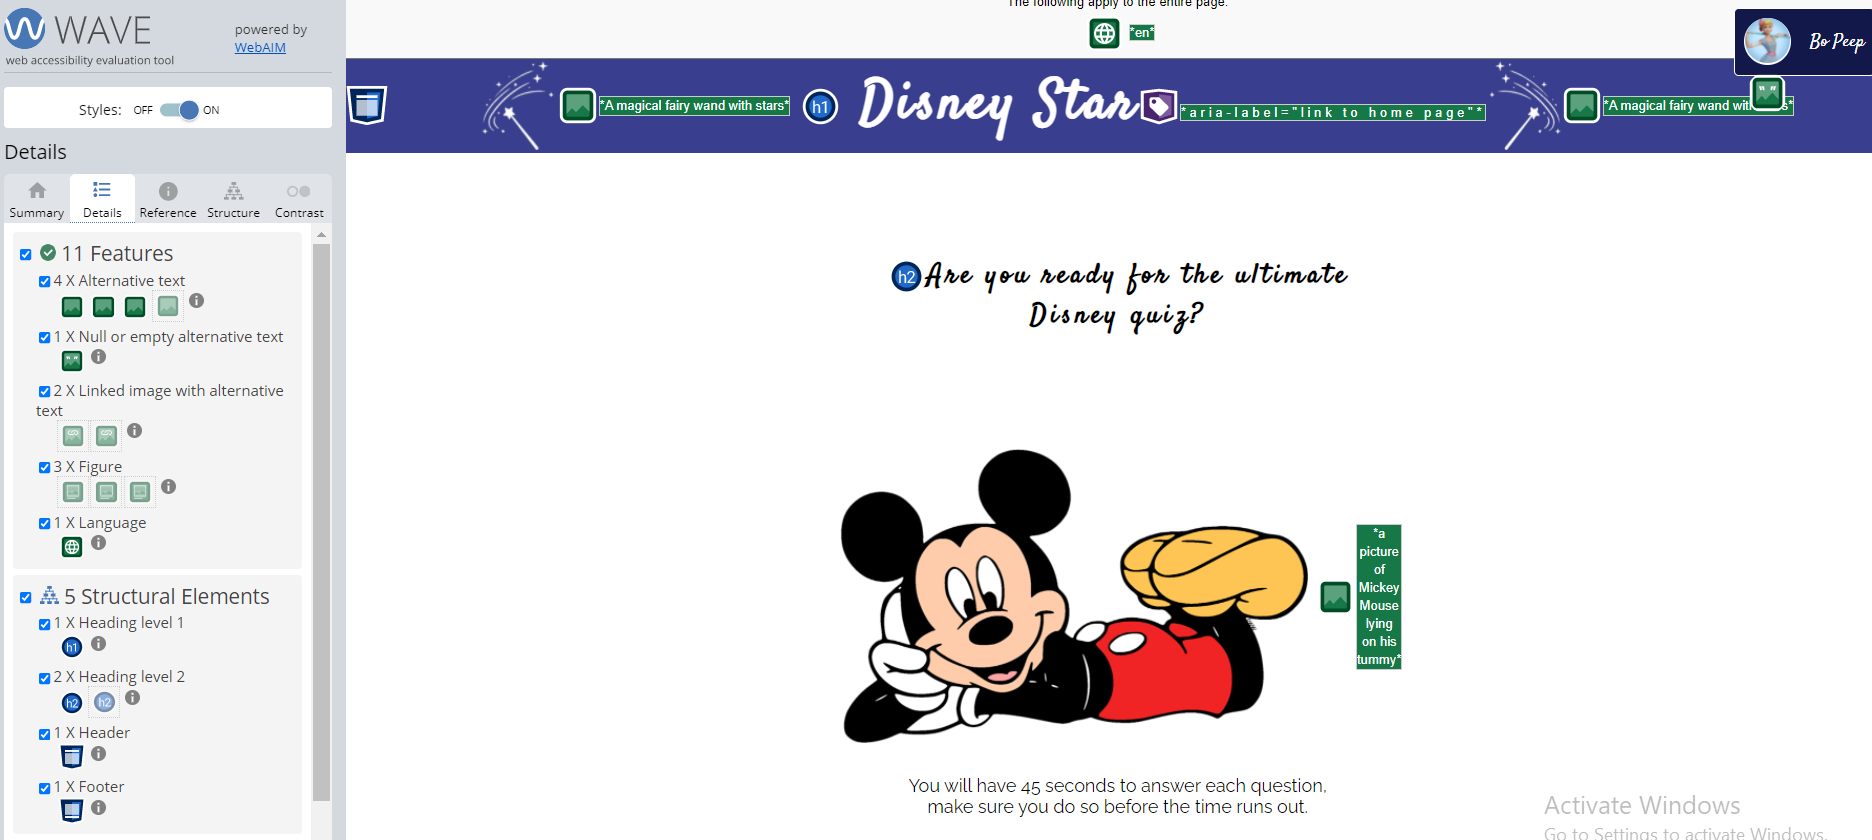 WAVE
powered by
WebAIM
web accessibility evaluation tool
Styles: OFF ON
Details
Summary Details Reference Structure Contrast
11 Features
4 X Alternative text
1 X Null or empty alternative text
2 X Linked image with alternative
text
3 X Figure
1 X Language
5 Structural Elements
1 X Heading level 1
h1
2 X Heading level 2
h2 h2
1 X Header
1 X Footer
The following apply to the entire page.
*en*
Bo Peep
*A magical fairy wand with stars*
h1
Disney Star
*aria-label="link to home page"*
*A magical fairy wand with
h2 Are you ready for the ultimate
Disney quiz?
*a
picture
of
Mickey
Mouse
lying
on his
tummy*
You will have 45 seconds to answer each question,
make sure you do so before the time runs out.
Activate Windows
Go to Settings to activate Windows.